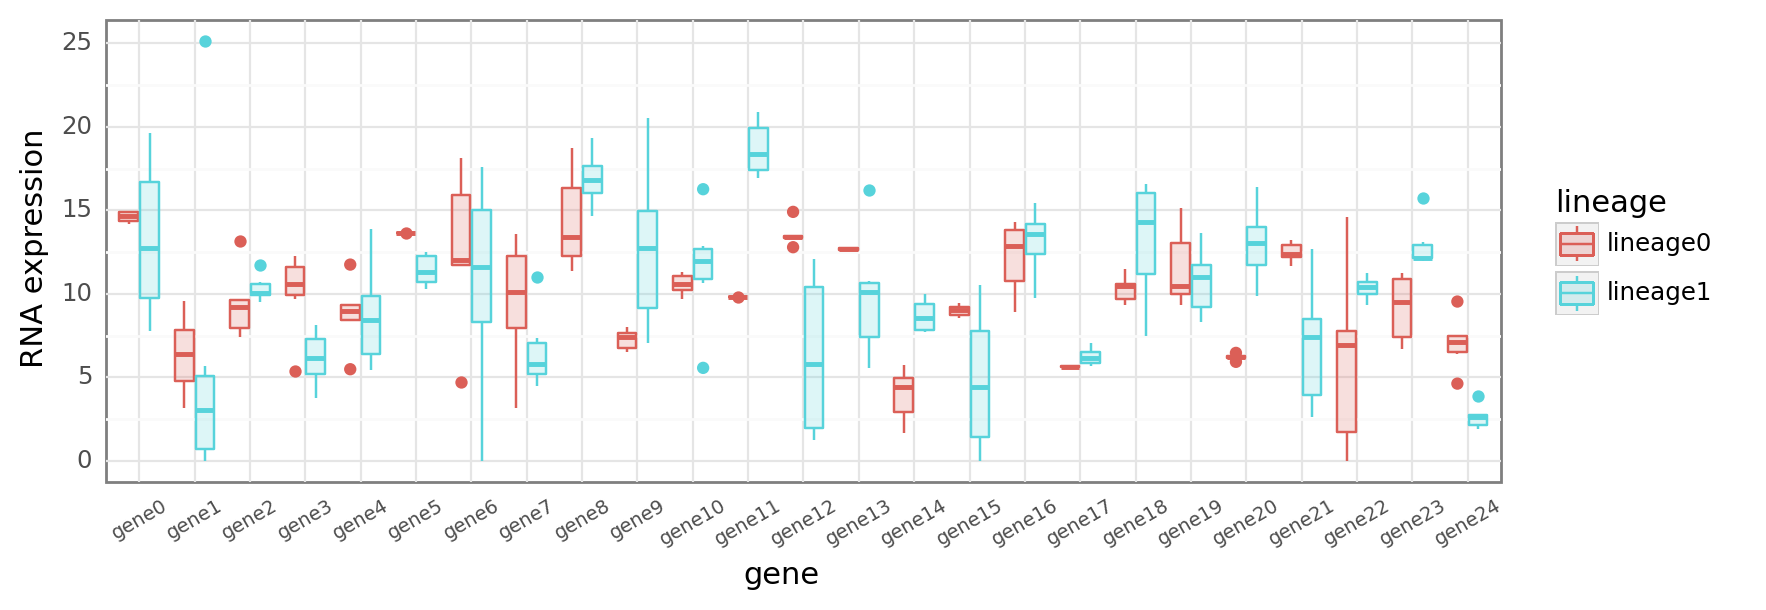 25
20
15
10
5
0
RNA expression
gene0 gene1 gene2 gene3 gene4 gene5 gene6 gene7 gene8 gene9 gene10 gene11 gene12 gene13 gene14 gene15 gene16 gene17 gene18 gene19 gene20 gene21 gene22 gene23 gene24
gene
lineage
lineage0
lineage1